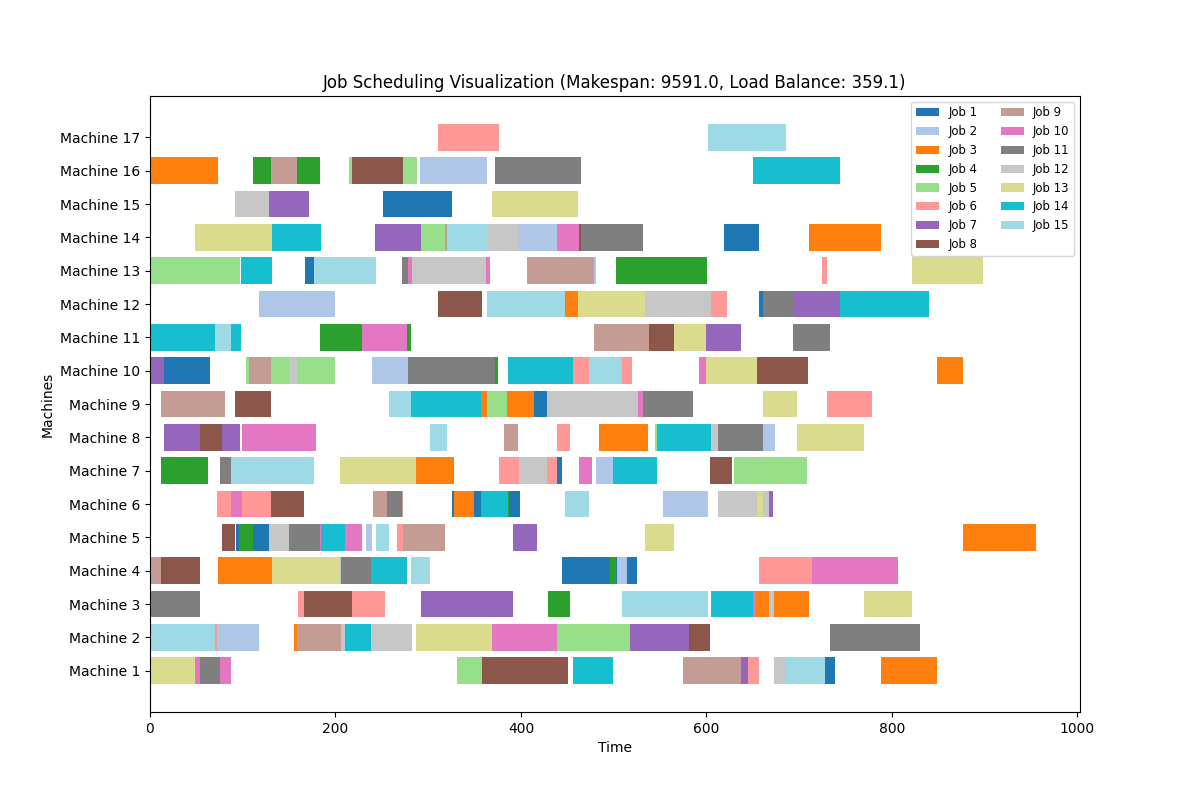 Job Scheduling Visualization (Makespan: 9591.0, Load Balance: 359.1)
Machine 17
Machine 16
Machine 15
Machine 14
Machine 13
Machine 12
Machine 11
Machine 10
Machine 9
Machine 8
Machine 7
Machine 6
Machine 5
Machine 4
Machine 3
Machine 2
Machine 1
Machines
0 200 400 600 800 1000
Time
Job 1
Job 2
Job 3
Job 4
Job 5
Job 6
Job 7
Job 8
Job 9
Job 10
Job 11
Job 12
Job 13
Job 14
Job 15